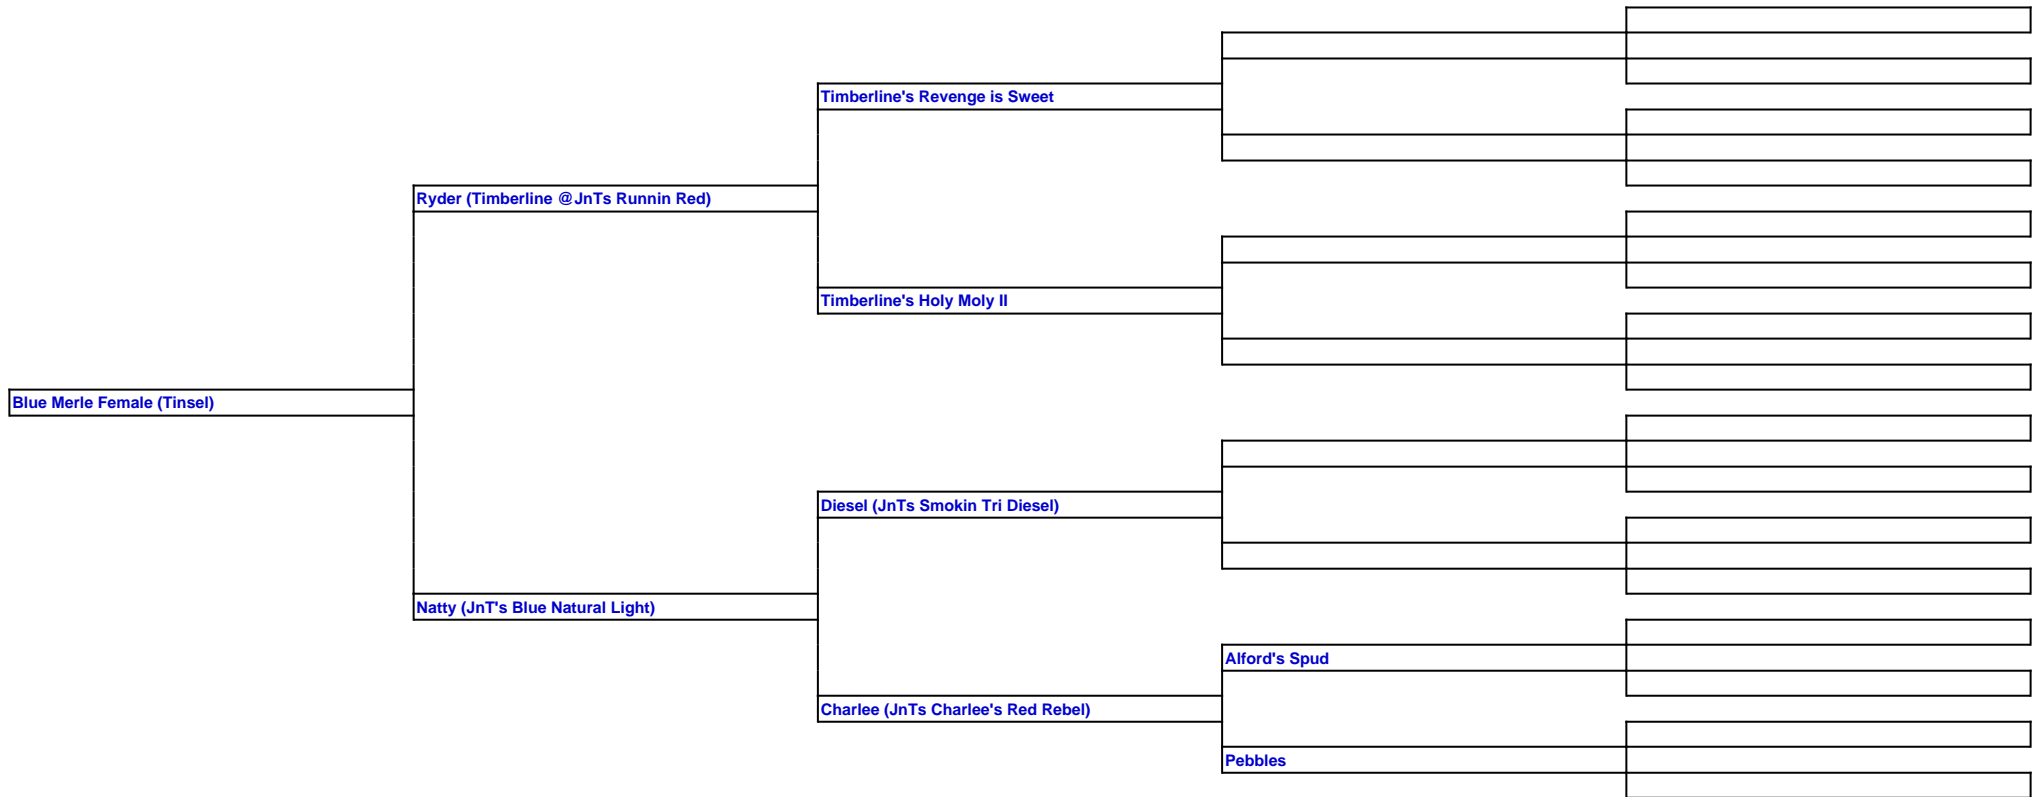 Timberline's Revenge is Sweet
Ryder (Timberline @JnTs Runnin Red)
Timberline's Holy Moly II
Blue Merle Female (Tinsel)
Diesel (JnTs Smokin Tri Diesel)
Natty (JnT's Blue Natural Light)
Alford's Spud
Charlee (JnTs Charlee's Red Rebel)
Pebbles